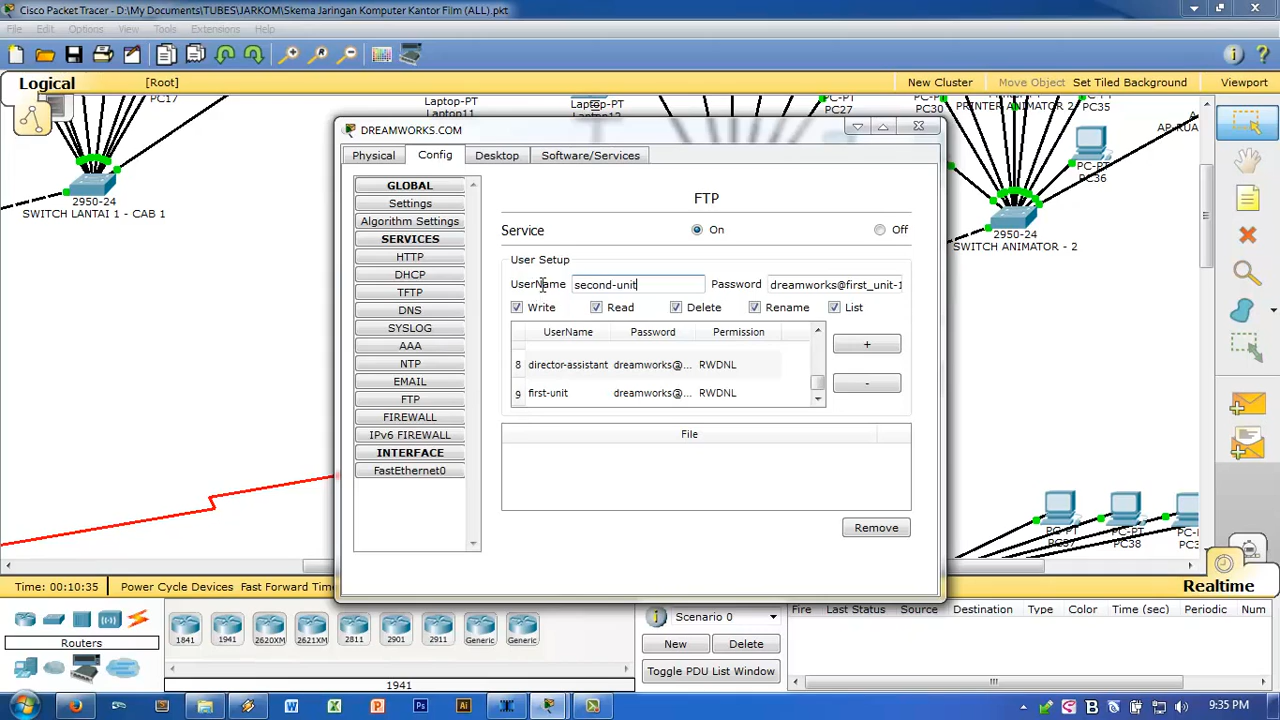 Cisco Packet Tracer - D:\My Documents\TUBES\JARKOM\Skema Jaringan Komputer Kantor Film (ALL).pkt
File Edit Options View Tools Extensions Help
Logical [Root] New Cluster Move Object Set Tiled Background Viewport
PC17
Laptop-PT
Laptop11
Laptop-PT
PC-PT
PC27
PC-PT
PC30
PRINTER ANIMATOR 2
PC-PT
PC35
PC-PT
PC36
2950-24
SWITCH LANTAI 1 - CAB 1
2950-24
SWITCH ANIMATOR - 2
PC-PT
PC37
PC-PT
PC38
DREAMWORKS.COM
Physical Config Desktop Software/Services
GLOBAL
Settings
Algorithm Settings
SERVICES
HTTP
DHCP
TFTP
DNS
SYSLOG
AAA
NTP
EMAIL
FTP
FIREWALL
IPv6 FIREWALL
INTERFACE
FastEthernet0
FTP
Service On Off
User Setup
UserName second-unit Password dreamworks@first_unit-1
Write Read Delete Rename List
UserName Password Permission
8 director-assistant dreamworks@... RWDNL
9 first-unit dreamworks@... RWDNL
+
-
File
Remove
Time: 00:10:35 Power Cycle Devices Fast Forward Time
Realtime
Routers
1841 1941 2620XM 2621XM 2811 2901 2911 Generic Generic
1941
Scenario 0
New Delete
Toggle PDU List Window
Fire Last Status Source Destination Type Color Time (sec) Periodic Num
9:35 PM